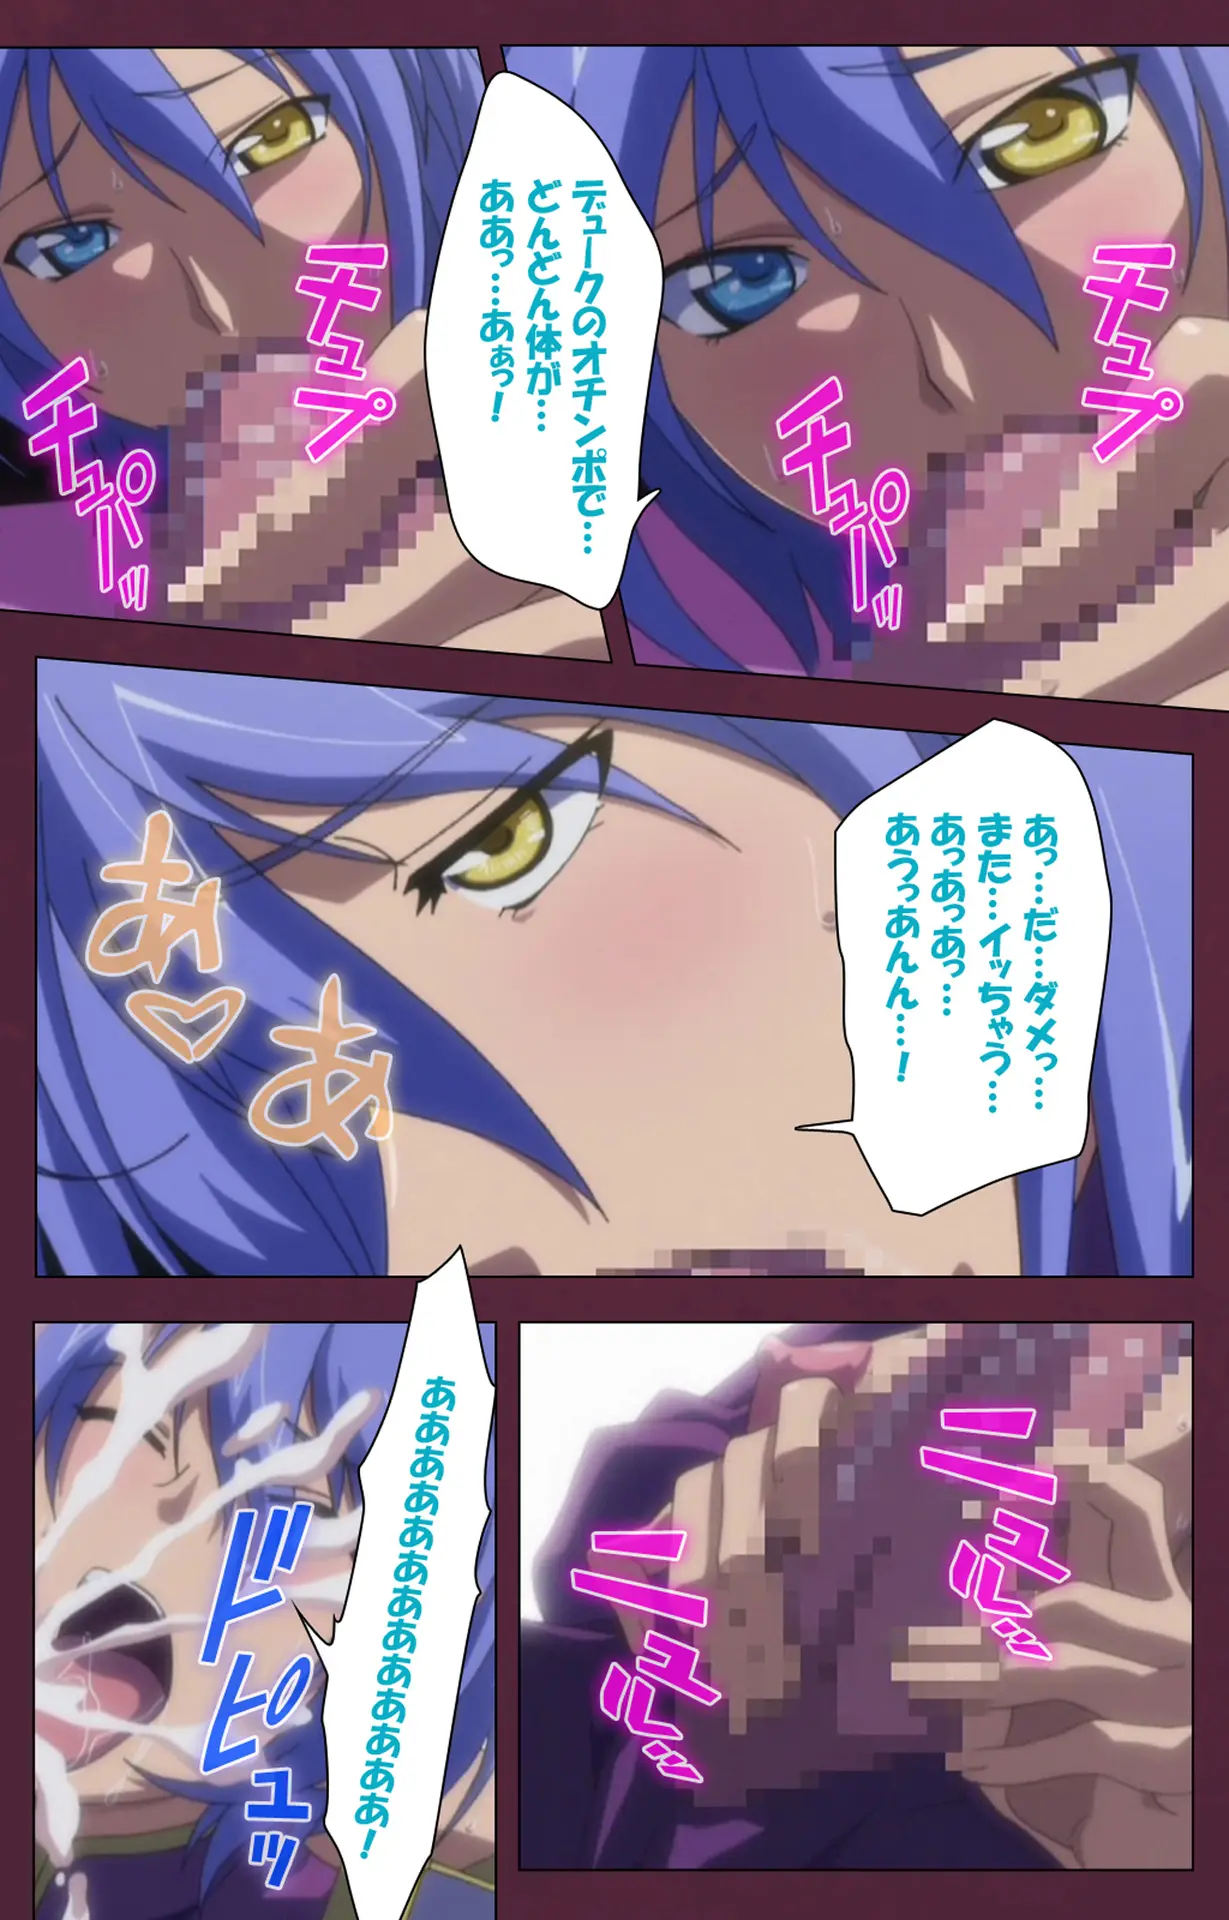 チュプ
チュパッ
デュークのオチンポで…
どんどん体が…
ああっ…あぁっ！
チュプ
チュパッ
あっ…だ…ダメっ…
また…イッちゃう…
あっあっあっ…
あうっあんん…！
あ♡あ
ニュルッ
ニュルッ
ああああああああああああ！
ドピュッ